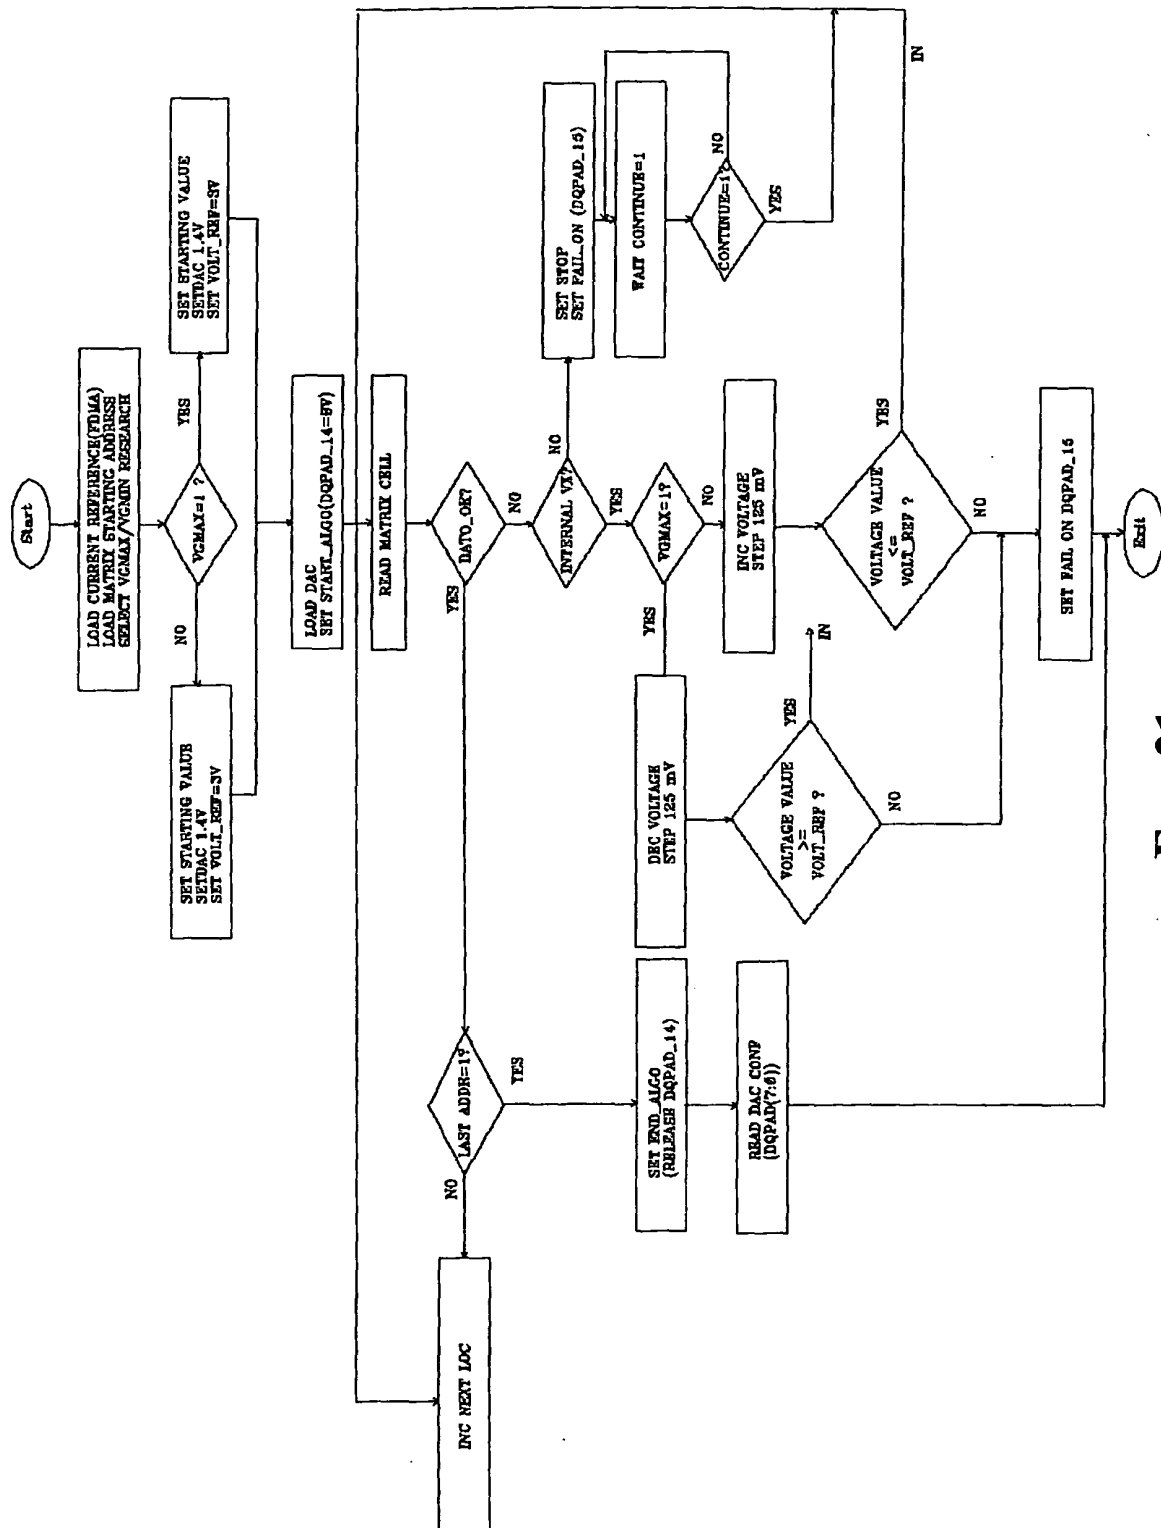 Start
LOAD CURRENT REFERENCE(FDMA)
LOAD MATRIX STARTING ADDRESS
SELECT VGMAX/VGMIN RESEARCH
VGMAX=1 ?
NO
YES
SET STARTING VALUE
SETDAC 1.4V
SET VOLT_REF=3V
SET STARTING VALUE
SETDAC 1.4V
SET VOLT_REF=3V
LOAD DAC
SET START_ALGO(DQPAD_14=0V)
READ MATRIX CELL
DATO_OK?
YES
NO
LAST ADDR=1?
NO
YES
INC NEXT LOC
INTERNAL VX?
NO
YES
SET STOP
SET FAIL_ON (DQPAD_15)
WAIT CONTINUE=1
CONTINUE=1?
NO
YES
VGMAX=1?
YES
NO
SET END_ALGO
(RELEASE DQPAD_14)
DEC VOLTAGE
STEP 125 mV
INC VOLTAGE
STEP 125 mV
READ DAC CONF
(DQPAD(7:0))
VOLTAGE VALUE
>=
VOLT_REF ?
YES
IN
NO
VOLTAGE VALUE
<=
VOLT_REF ?
YES
IN
NO
SET FAIL ON DQPAD_15
Exit